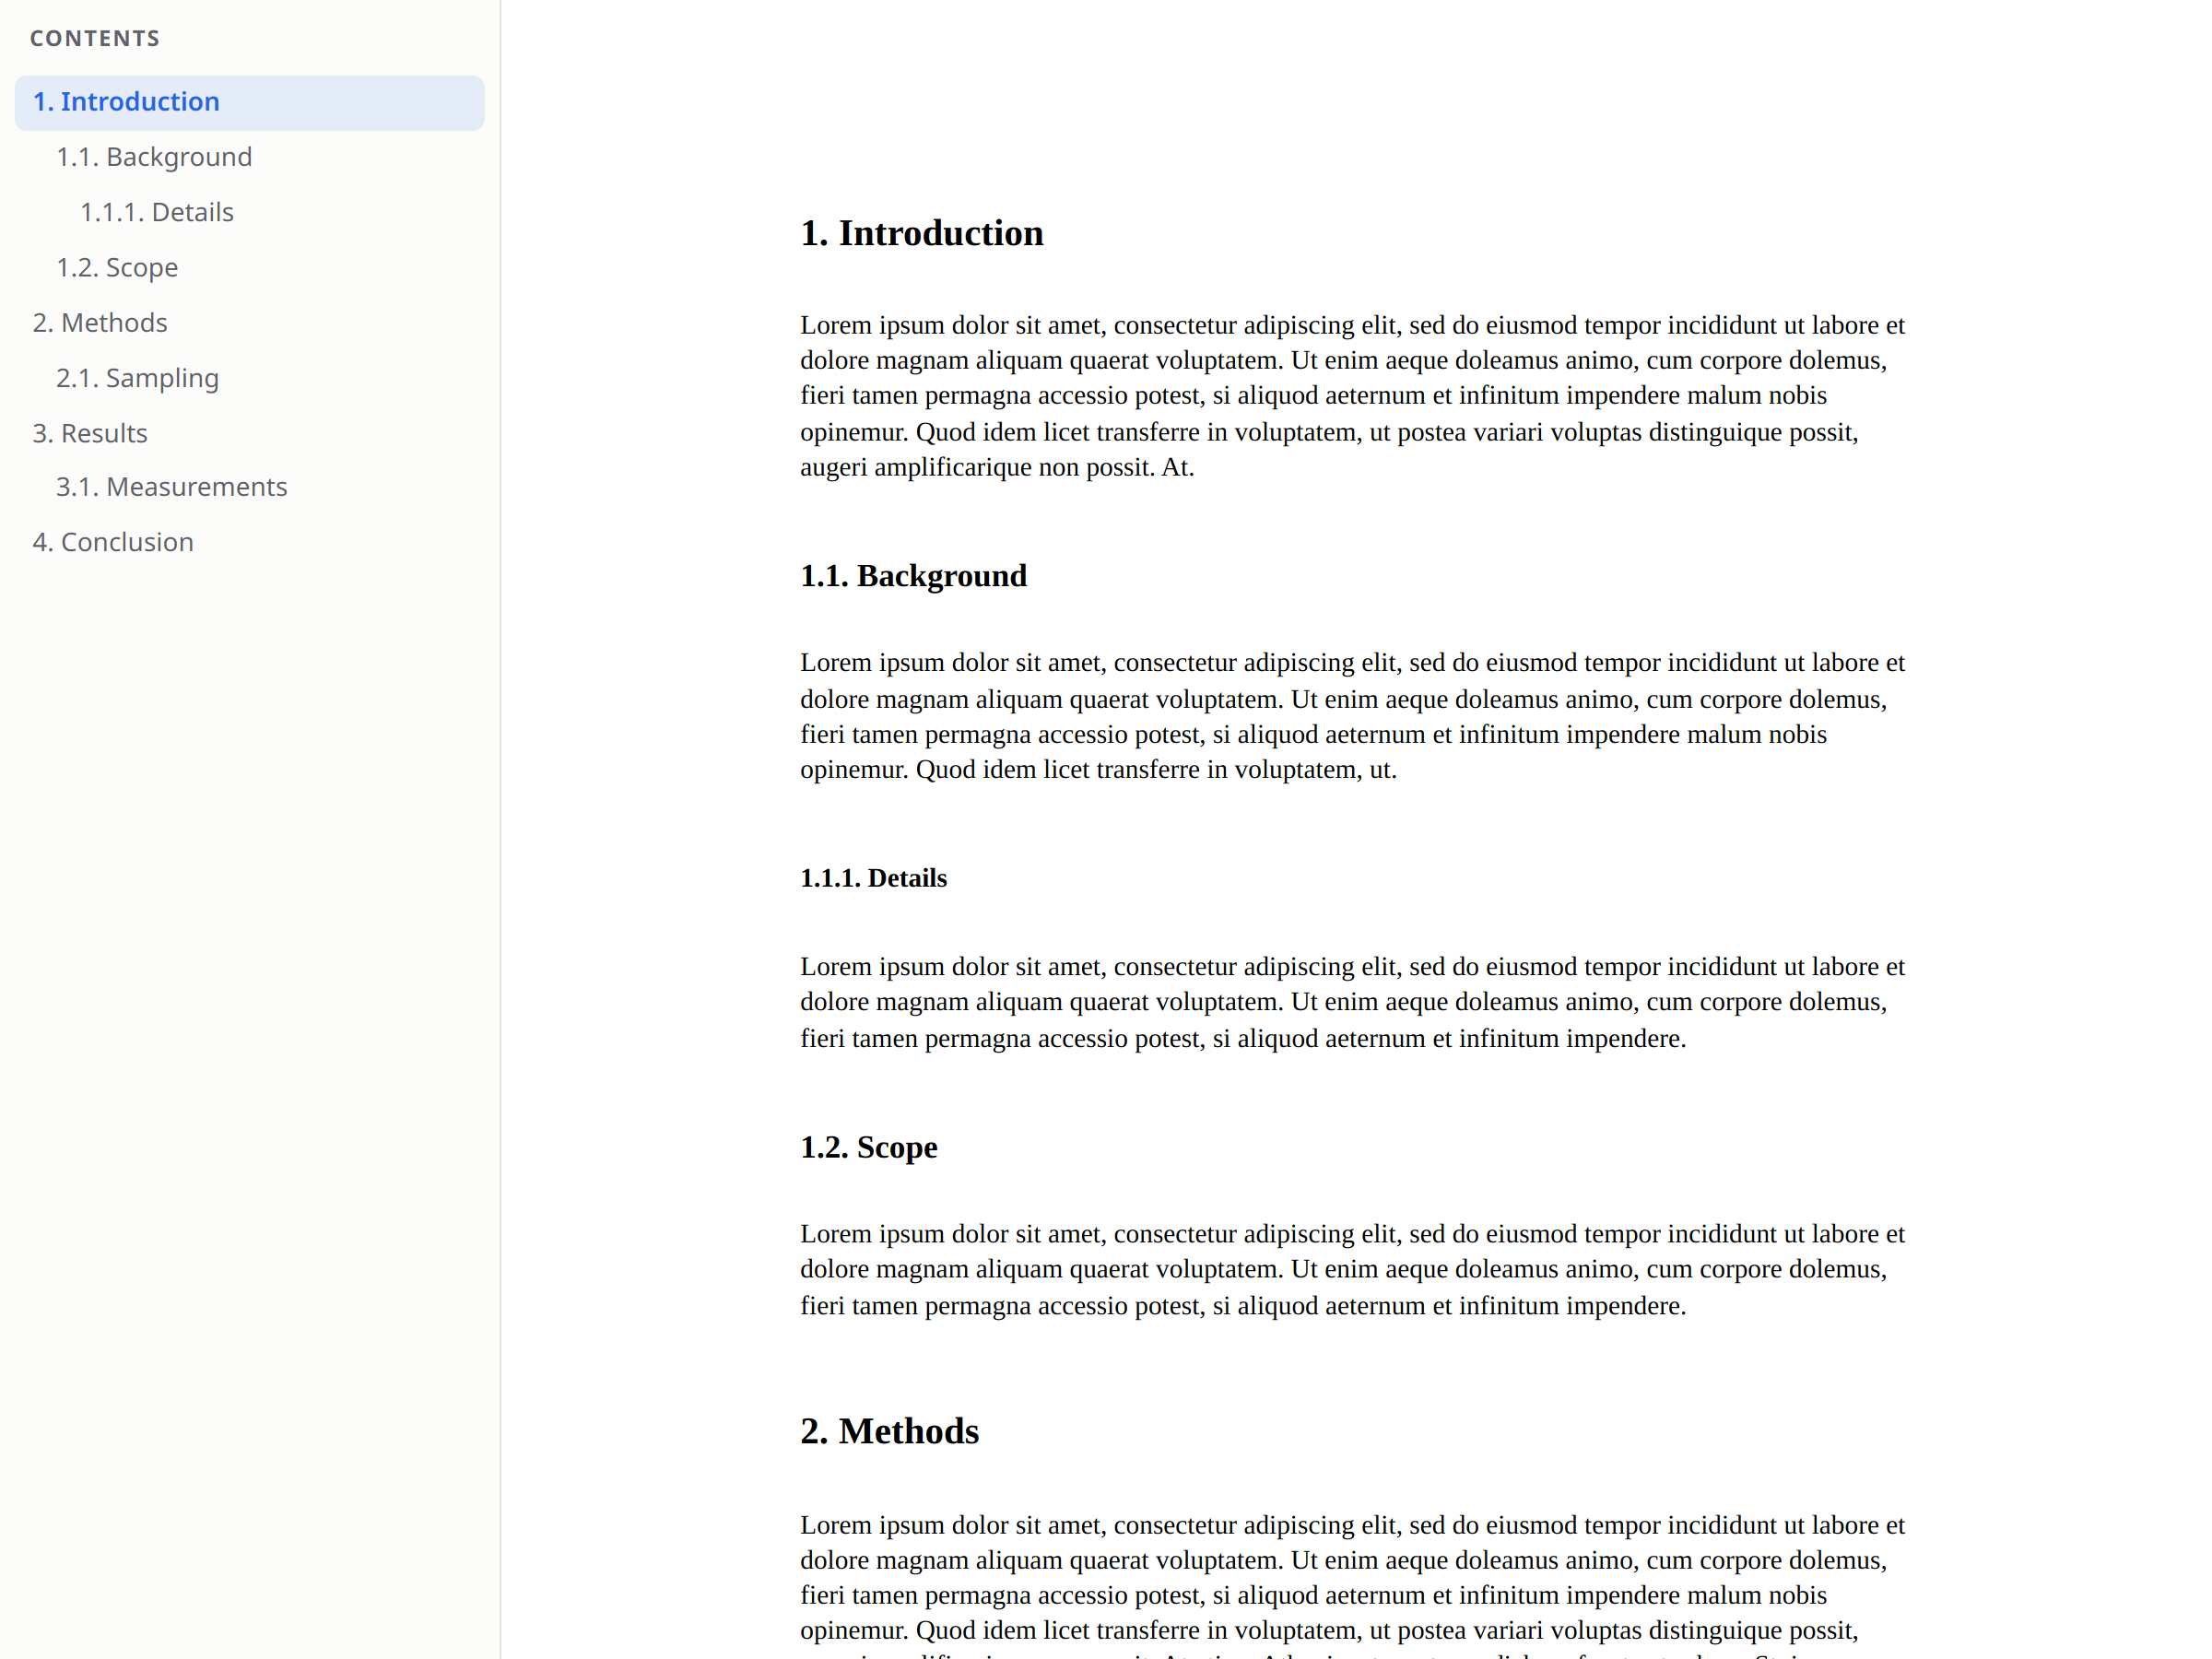 CONTENTS
1. Introduction
1.1. Background
1.1.1. Details
1.2. Scope
2. Methods
2.1. Sampling
3. Results
3.1. Measurements
4. Conclusion
1. Introduction
Lorem ipsum dolor sit amet, consectetur adipiscing elit, sed do eiusmod tempor incididunt ut labore et
dolore magnam aliquam quaerat voluptatem. Ut enim aeque doleamus animo, cum corpore dolemus,
fieri tamen permagna accessio potest, si aliquod aeternum et infinitum impendere malum nobis
opinemur. Quod idem licet transferre in voluptatem, ut postea variari voluptas distinguique possit,
augeri amplificarique non possit. At.
1.1. Background
Lorem ipsum dolor sit amet, consectetur adipiscing elit, sed do eiusmod tempor incididunt ut labore et
dolore magnam aliquam quaerat voluptatem. Ut enim aeque doleamus animo, cum corpore dolemus,
fieri tamen permagna accessio potest, si aliquod aeternum et infinitum impendere malum nobis
opinemur. Quod idem licet transferre in voluptatem, ut.
1.1.1. Details
Lorem ipsum dolor sit amet, consectetur adipiscing elit, sed do eiusmod tempor incididunt ut labore et
dolore magnam aliquam quaerat voluptatem. Ut enim aeque doleamus animo, cum corpore dolemus,
fieri tamen permagna accessio potest, si aliquod aeternum et infinitum impendere.
1.2. Scope
Lorem ipsum dolor sit amet, consectetur adipiscing elit, sed do eiusmod tempor incididunt ut labore et
dolore magnam aliquam quaerat voluptatem. Ut enim aeque doleamus animo, cum corpore dolemus,
fieri tamen permagna accessio potest, si aliquod aeternum et infinitum impendere.
2. Methods
Lorem ipsum dolor sit amet, consectetur adipiscing elit, sed do eiusmod tempor incididunt ut labore et
dolore magnam aliquam quaerat voluptatem. Ut enim aeque doleamus animo, cum corpore dolemus,
fieri tamen permagna accessio potest, si aliquod aeternum et infinitum impendere malum nobis
opinemur. Quod idem licet transferre in voluptatem, ut postea variari voluptas distinguique possit,